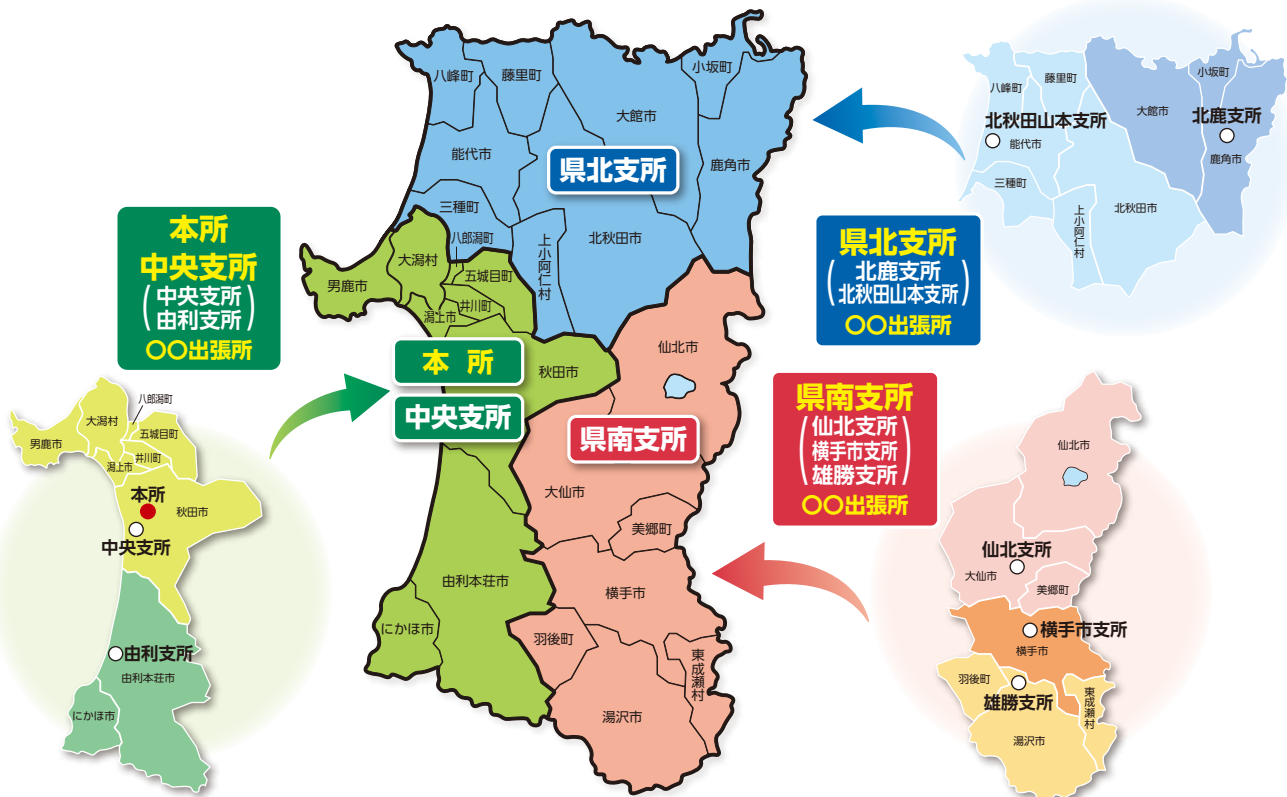 八峰町
藤里町
小坂町
大館市
能代市
鹿角市
県北支所
三種町
北秋田市
上小阿仁村
八郎潟町
大潟村
五城目町
男鹿市
井川町
潟上市
仙北市
本所
秋田市
中央支所
県南支所
大仙市
美郷町
由利本荘市
横手市
にかほ市
羽後町
東成瀬村
湯沢市
本所
中央支所
(中央支所
由利支所)
〇〇出張所
八郎潟町
大潟村
五城目町
男鹿市
井川町
潟上市
本所
秋田市
中央支所
由利支所
由利本荘市
にかほ市
小坂町
藤里町
八峰町
大館市
北秋田山本支所
北鹿支所
能代市
鹿角市
三種町
北秋田市
上小阿仁村
県北支所
(北鹿支所
北秋田山本支所)
〇〇出張所
県南支所
(仙北支所
横手市支所
雄勝支所)
〇〇出張所
仙北市
仙北支所
大仙市
美郷町
横手市支所
横手市
羽後町
雄勝支所
東成瀬村
湯沢市